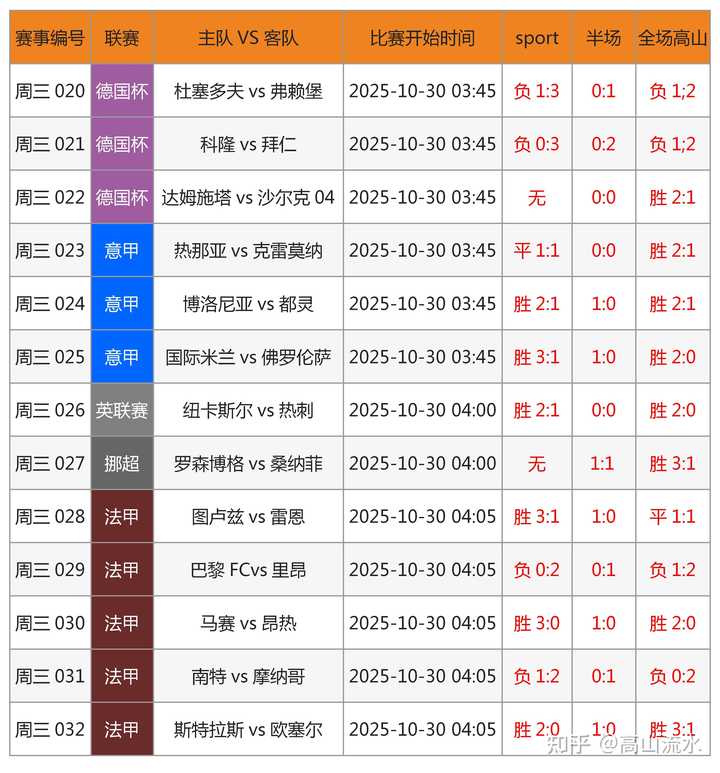 赛事编号 联赛 主队 VS 客队 比赛开始时间 sport 半场 全场高山
周三 020 德国杯 杜塞多夫 vs 弗赖堡 2025-10-30 03:45 负 1:3 0:1 负 1;2
周三 021 德国杯 科隆 vs 拜仁 2025-10-30 03:45 负 0:3 0:2 负 1;2
周三 022 德国杯 达姆施塔 vs 沙尔克 04 2025-10-30 03:45 无 0:0 胜 2:1
周三 023 意甲 热那亚 vs 克雷莫纳 2025-10-30 03:45 平 1:1 0:0 胜 2:1
周三 024 意甲 博洛尼亚 vs 都灵 2025-10-30 03:45 胜 2:1 1:0 胜 2:1
周三 025 意甲 国际米兰 vs 佛罗伦萨 2025-10-30 03:45 胜 3:1 1:0 胜 2:0
周三 026 英联赛 纽卡斯尔 vs 热刺 2025-10-30 04:00 胜 2:1 0:0 胜 2:0
周三 027 挪超 罗森博格 vs 桑纳菲 2025-10-30 04:00 无 1:1 胜 3:1
周三 028 法甲 图卢兹 vs 雷恩 2025-10-30 04:05 胜 3:1 1:0 平 1:1
周三 029 法甲 巴黎 FCvs 里昂 2025-10-30 04:05 负 0:2 0:1 负 1:2
周三 030 法甲 马赛 vs 昂热 2025-10-30 04:05 胜 3:0 1:0 胜 2:0
周三 031 法甲 南特 vs 摩纳哥 2025-10-30 04:05 负 1:2 0:1 负 0:2
周三 032 法甲 斯特拉斯 vs 欧塞尔 2025-10-30 04:05 胜 2:0 1:0 胜 3:1
知乎 @高山流水